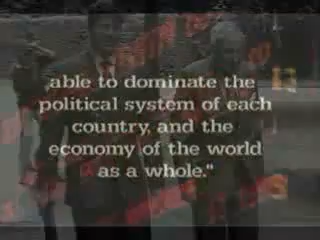 able to dominate the
political system of each
country, and the
economy of the world
as a whole."